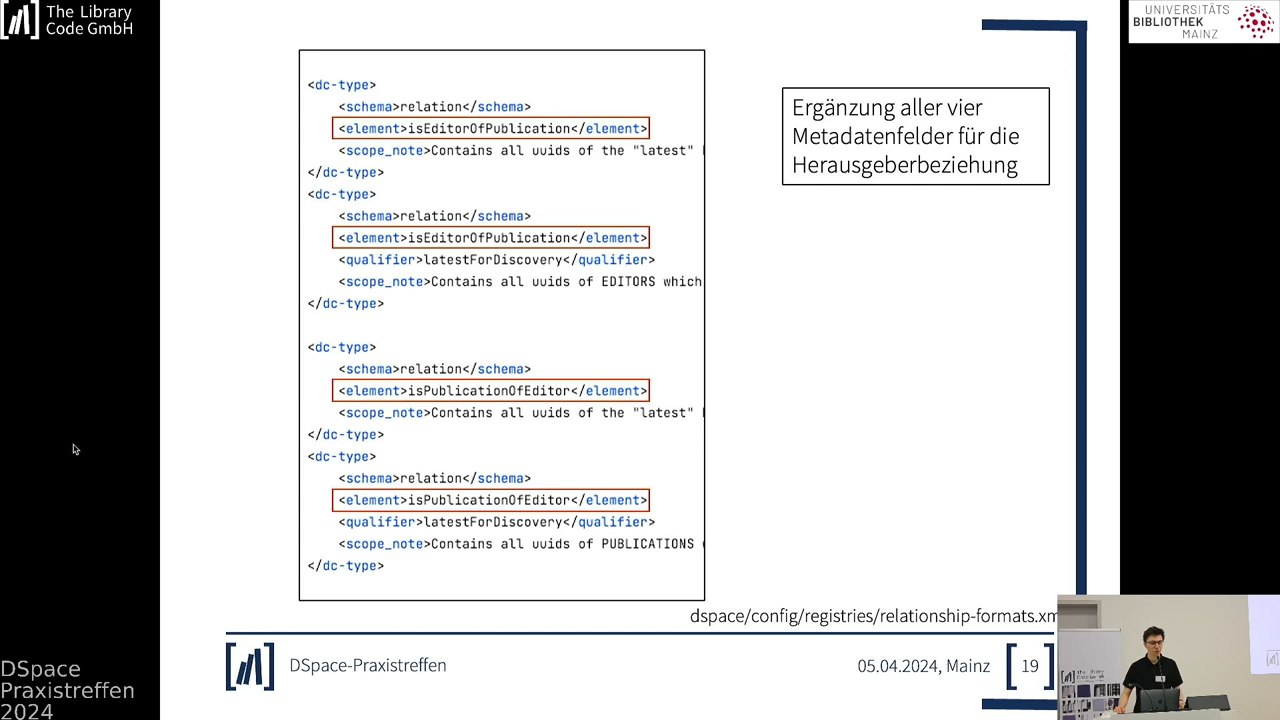 The Library
Code GmbH
UNIVERSITÄTS
BIBLIOTHEK
MAINZ
<dc-type>
<schema>relation</schema>
<element>isEditorOfPublication</element>
<scope_note>Contains all uuids of the "latest"
</dc-type>
<dc-type>
<schema>relation</schema>
<element>isEditorOfPublication</element>
<qualifier>latestForDiscovery</qualifier>
<scope_note>Contains all uuids of EDITORS which
</dc-type>
<dc-type>
<schema>relation</schema>
<element>isPublicationOfEditor</element>
<scope_note>Contains all uuids of the "latest"
</dc-type>
<dc-type>
<schema>relation</schema>
<element>isPublicationOfEditor</element>
<qualifier>latestForDiscovery</qualifier>
<scope_note>Contains all uuids of PUBLICATIONS
</dc-type>
Ergänzung aller vier
Metadatenfelder für die
Herausgeberbeziehung
dspace/config/registries/relationship-formats.xm
DSpace-Praxistreffen
05.04.2024, Mainz
19
DSpace
Praxistreffen
2024
The Library
Code GmbH